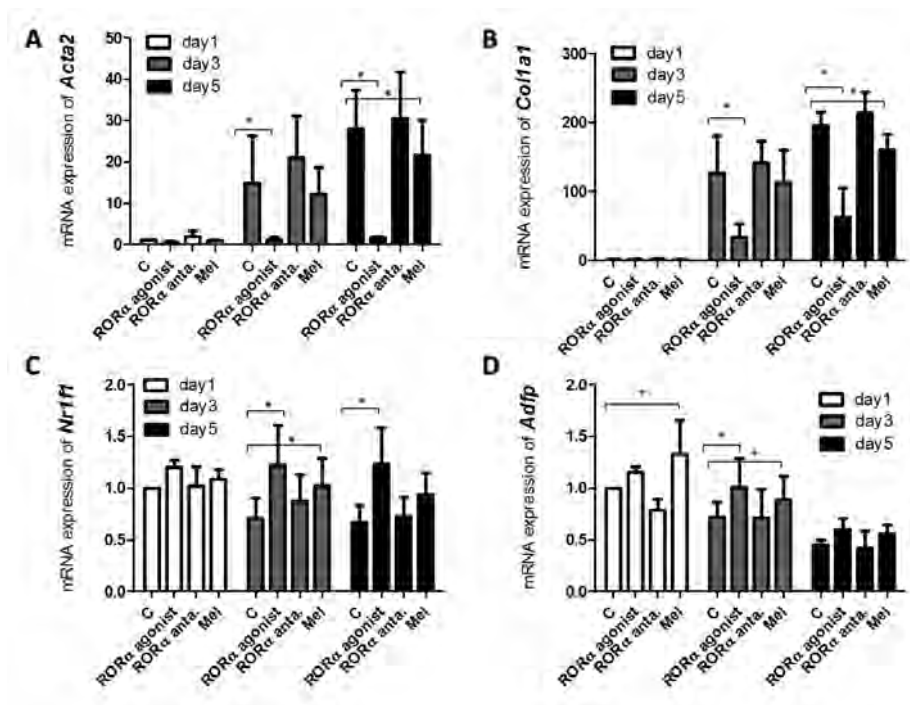 A
mRNA expression of Acta2
50
40
30
20
10
0
day1
day3
day5
*
*
*
C
RORα agonist
RORα anta.
Mel
C
RORα agonist
RORα anta.
Mel
C
RORα agonist
RORα anta.
Mel
B
mRNA expression of Col1a1
300
200
100
0
day1
day3
day5
*
*
*
C
RORα agonist
RORα anta.
Mel
C
RORα agonist
RORα anta.
Mel
C
RORα agonist
RORα anta.
Mel
C
mRNA expression of Nr1f1
2.0
1.5
1.0
0.5
0.0
day1
day3
day5
*
*
*
C
RORα agonist
RORα anta.
Mel
C
RORα agonist
RORα anta.
Mel
C
RORα agonist
RORα anta.
Mel
D
mRNA expression of Adfp
2.0
1.5
1.0
0.5
0.0
day1
day3
day5
+
*
+
C
RORα agonist
RORα anta.
Mel
C
RORα agonist
RORα anta.
Mel
C
RORα agonist
RORα anta.
Mel